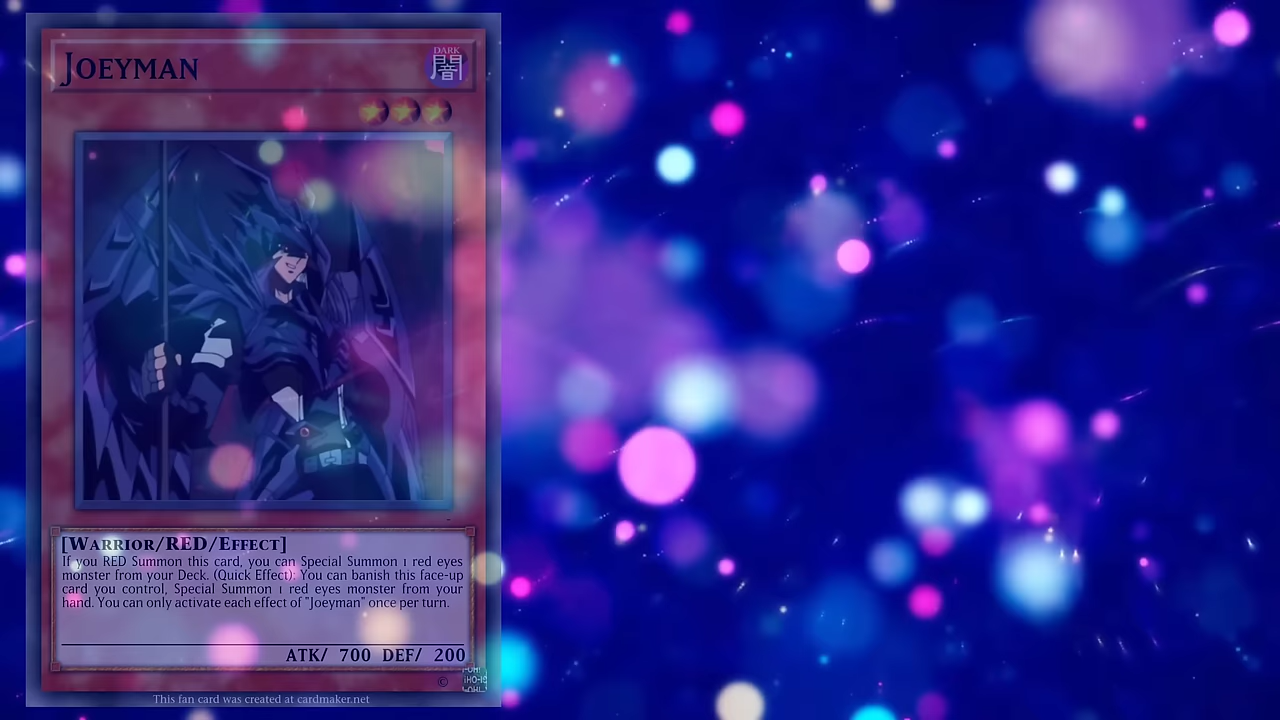 Joeyman
DARK
闇
[Warrior/RED/Effect]
If you RED Summon this card, you can Special Summon 1 red eyes
monster from your Deck. (Quick Effect): You can banish this face-up
card you control, Special Summon 1 red eyes monster from your
hand. You can only activate each effect of "Joeyman" once per turn.
ATK/ 700 DEF/ 200
©
This fan card was created at cardmaker.net